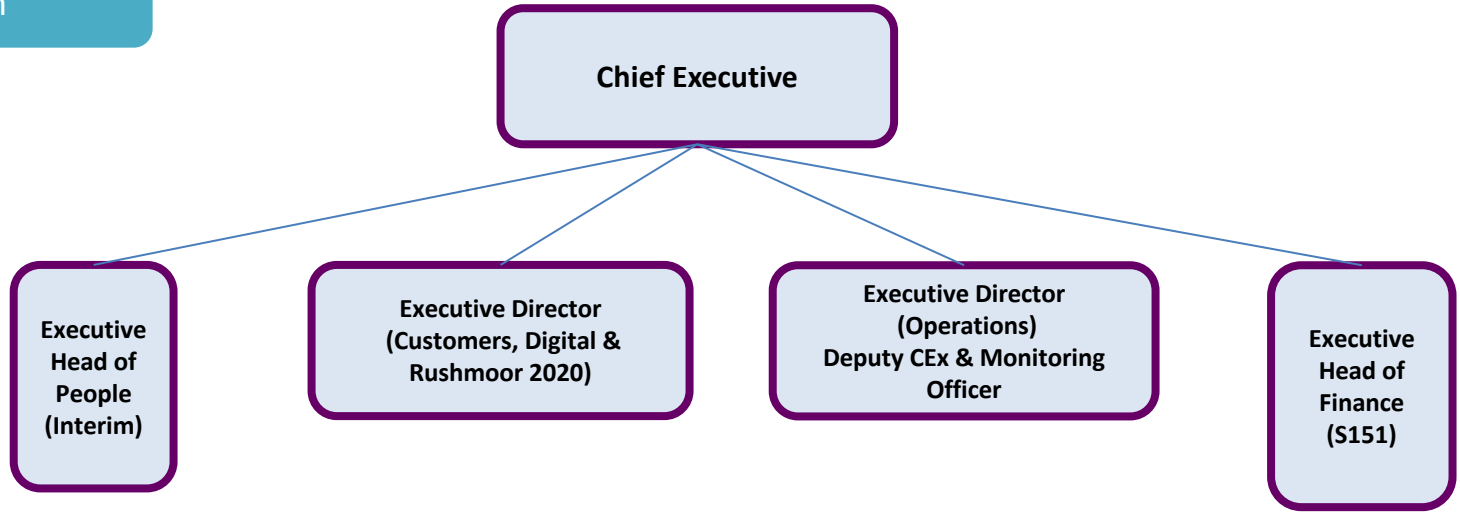 Chief Executive
Executive
Head of
People
(Interim)
Executive Director
(Customers, Digital &
Rushmoor 2020)
Executive Director
(Operations)
Deputy CEx & Monitoring
Officer
Executive
Head of
Finance
(S151)